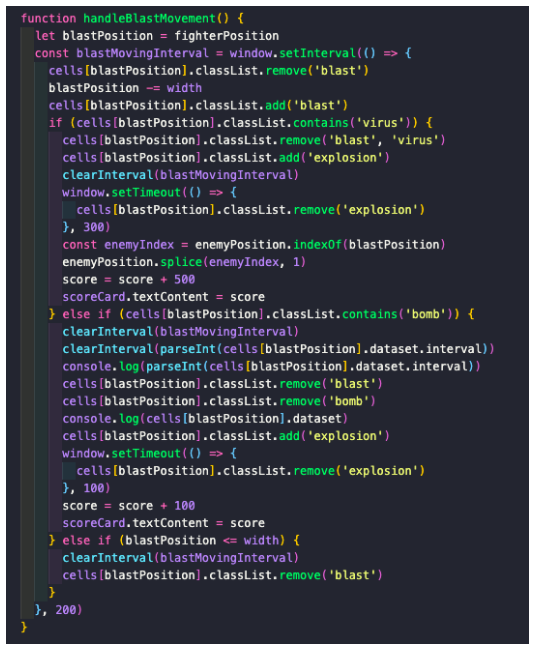 function handleBlastMovement() {
let blastPosition = fighterPosition
const blastMovingInterval = window.setInterval(() => {
cells[blastPosition].classList.remove('blast')
blastPosition -= width
cells[blastPosition].classList.add('blast')
if (cells[blastPosition].classList.contains('virus')) {
cells[blastPosition].classList.remove('blast', 'virus')
cells[blastPosition].classList.add('explosion')
clearInterval(blastMovingInterval)
window.setTimeout(() => {
cells[blastPosition].classList.remove('explosion')
}, 300)
const enemyIndex = enemyPosition.indexOf(blastPosition)
enemyPosition.splice(enemyIndex, 1)
score = score + 500
scoreCard.textContent = score
} else if (cells[blastPosition].classList.contains('bomb')) {
clearInterval(blastMovingInterval)
clearInterval(parseInt(cells[blastPosition].dataset.interval))
console.log(parseInt(cells[blastPosition].dataset.interval))
cells[blastPosition].classList.remove('blast')
cells[blastPosition].classList.remove('bomb')
console.log(cells[blastPosition].dataset)
cells[blastPosition].classList.add('explosion')
window.setTimeout(() => {
cells[blastPosition].classList.remove('explosion')
}, 100)
score = score + 100
scoreCard.textContent = score
} else if (blastPosition <= width) {
clearInterval(blastMovingInterval)
cells[blastPosition].classList.remove('blast')
}
}, 200)
}